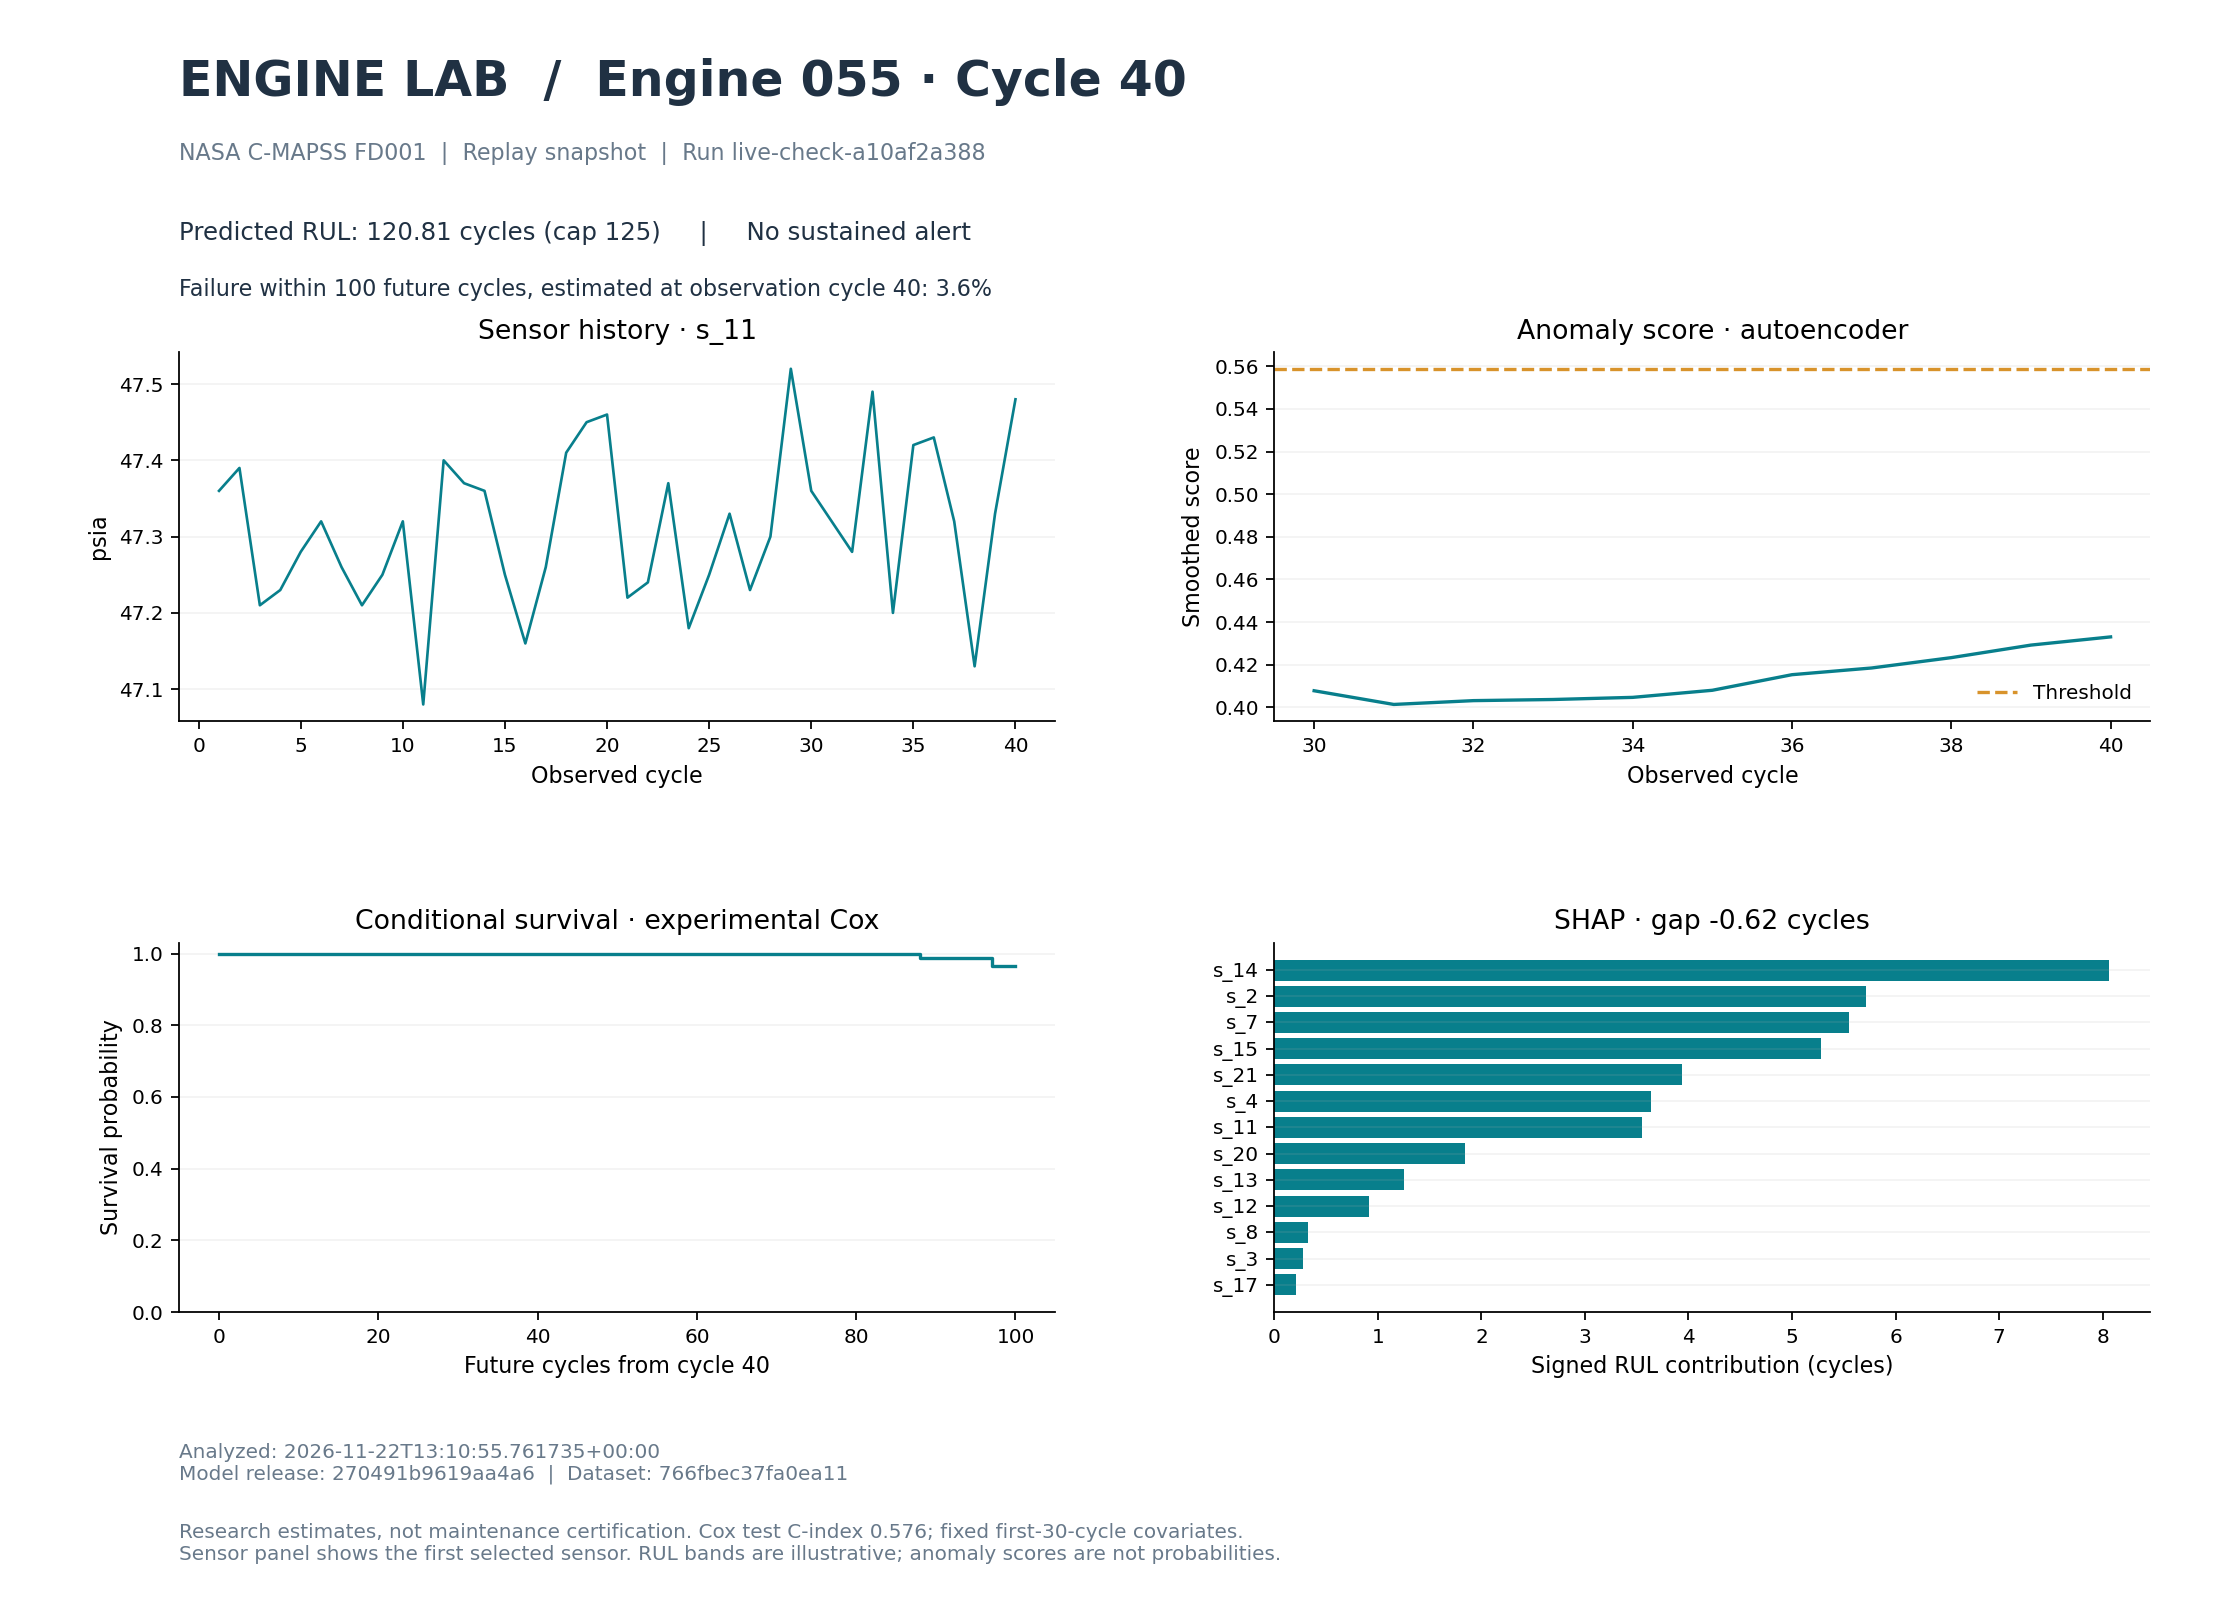 ENGINE LAB / Engine 055 · Cycle 40
NASA C-MAPSS FD001 | Replay snapshot | Run live-check-a10af2a388
Predicted RUL: 120.81 cycles (cap 125) | No sustained alert
Failure within 100 future cycles, estimated at observation cycle 40: 3.6%
Sensor history · s_11
47.5
47.4
47.3
47.2
47.1
psia
0 5 10 15 20 25 30 35 40
Observed cycle
Anomaly score · autoencoder
0.56
0.54
0.52
0.50
0.48
0.46
0.44
0.42
0.40
Smoothed score
Threshold
30 32 34 36 38 40
Observed cycle
Conditional survival · experimental Cox
1.0
0.8
0.6
0.4
0.2
0.0
Survival probability
0 20 40 60 80 100
Future cycles from cycle 40
SHAP · gap -0.62 cycles
s_14
s_2
s_7
s_15
s_21
s_4
s_11
s_20
s_13
s_12
s_8
s_3
s_17
0 1 2 3 4 5 6 7 8
Signed RUL contribution (cycles)
Analyzed: 2026-11-22T13:10:55.761735+00:00
Model release: 270491b9619aa4a6 | Dataset: 766fbec37fa0ea11
Research estimates, not maintenance certification. Cox test C-index 0.576; fixed first-30-cycle covariates.
Sensor panel shows the first selected sensor. RUL bands are illustrative; anomaly scores are not probabilities.